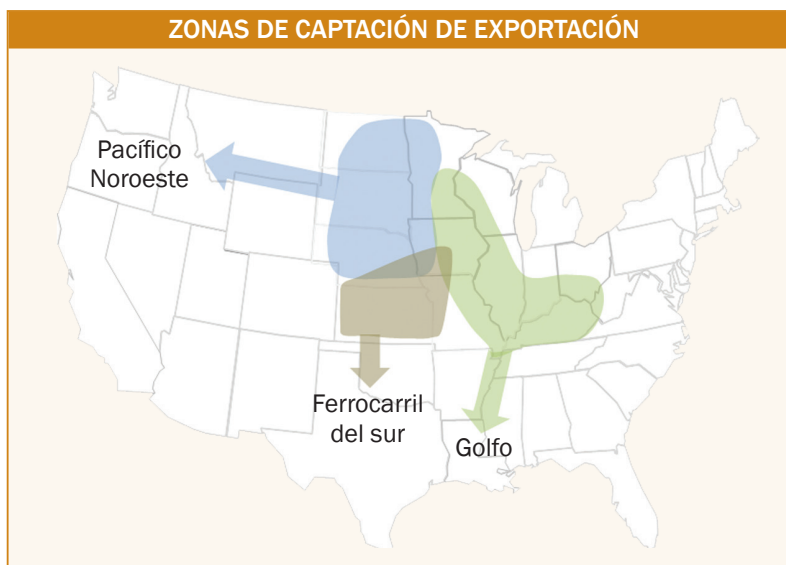 ZONAS DE CAPTACIÓN DE EXPORTACIÓN
Pacífico
Noroeste
Ferrocarril
del sur
Golfo